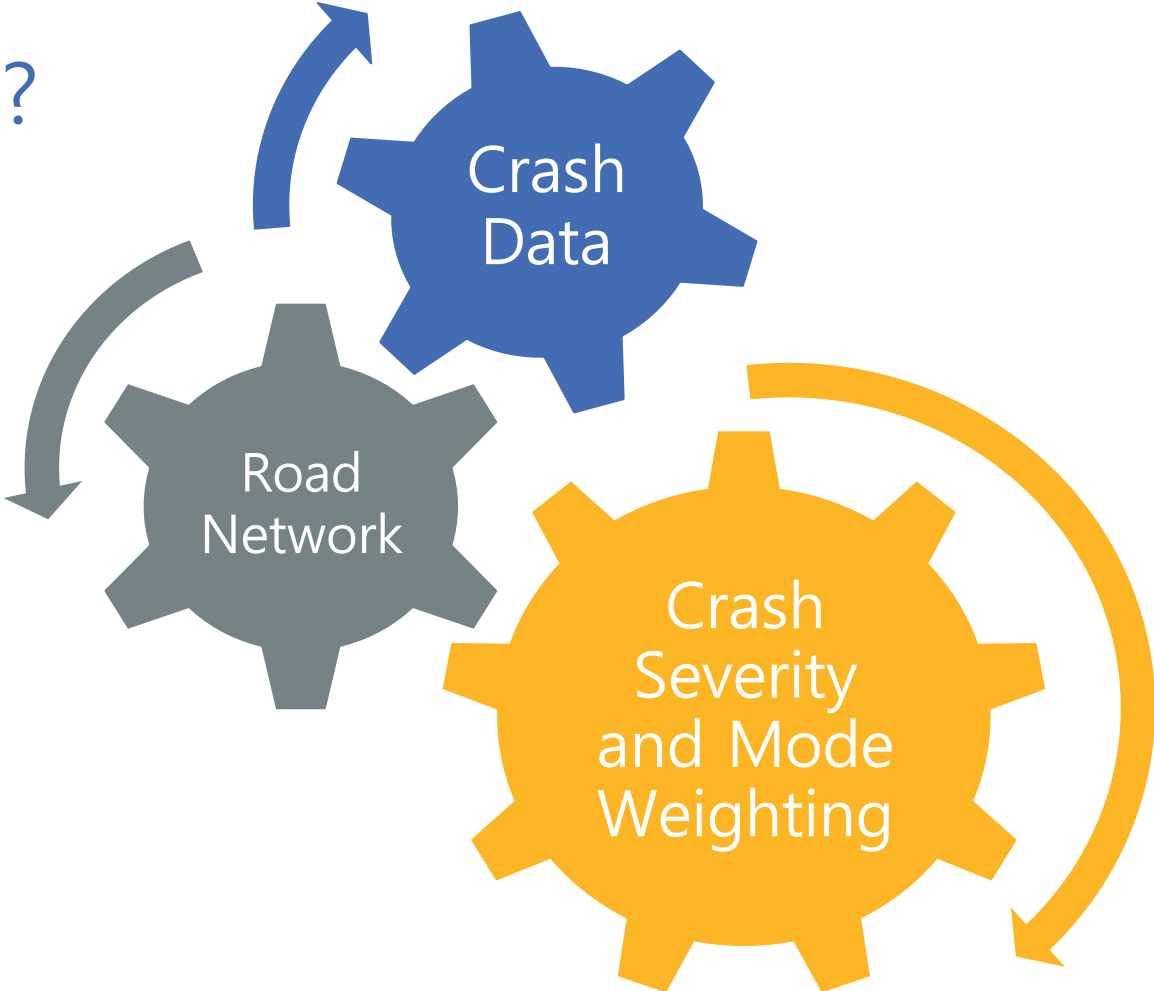 ?
Crash
Data
Road
Network
Crash
Severity
and Mode
Weighting